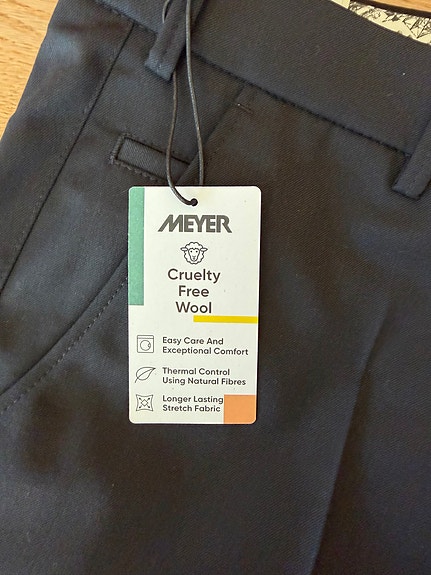 MEYER
Cruelty
Free
Wool
Easy Care And
Exceptional Comfort
Thermal Control
Using Natural Fibres
Longer Lasting
Stretch Fabric